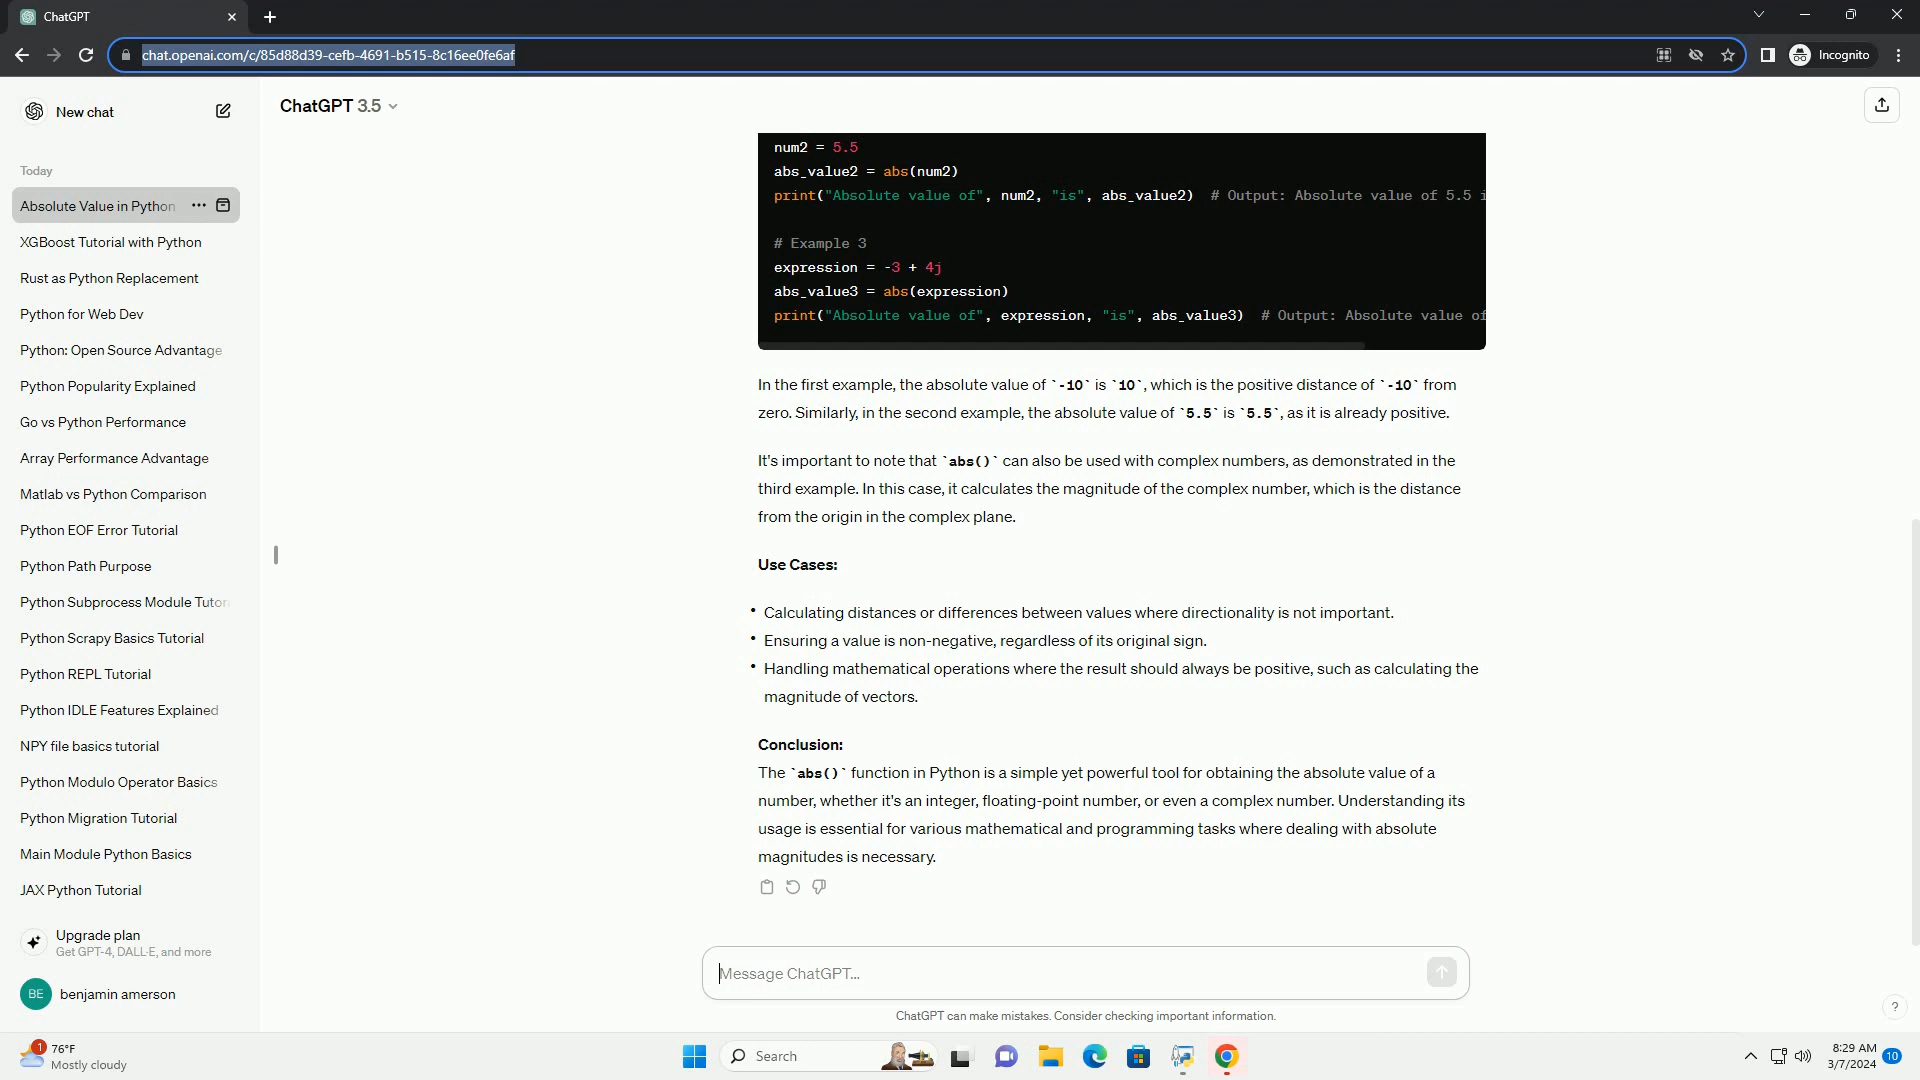 ChatGPT
chat.openai.com/c/85d88d39-cefb-4691-b515-8c16ee0fe6af
Incognito
New chat
Today
Absolute Value in Python
XGBoost Tutorial with Python
Rust as Python Replacement
Python for Web Dev
Python: Open Source Advantage
Python Popularity Explained
Go vs Python Performance
Array Performance Advantage
Matlab vs Python Comparison
Python EOF Error Tutorial
Python Path Purpose
Python Subprocess Module Tutor
Python Scrapy Basics Tutorial
Python REPL Tutorial
Python IDLE Features Explained
NPY file basics tutorial
Python Modulo Operator Basics
Python Migration Tutorial
Main Module Python Basics
JAX Python Tutorial
Upgrade plan
Get GPT-4, DALL·E, and more
BE benjamin amerson
ChatGPT 3.5
num2 = 5.5
abs_value2 = abs(num2)
print("Absolute value of", num2, "is", abs_value2)  # Output: Absolute value of 5.5 i
# Example 3
expression = -3 + 4j
abs_value3 = abs(expression)
print("Absolute value of", expression, "is", abs_value3)  # Output: Absolute value of
In the first example, the absolute value of `-10` is `10`, which is the positive distance of `-10` from
zero. Similarly, in the second example, the absolute value of `5.5` is `5.5`, as it is already positive.
It's important to note that `abs()` can also be used with complex numbers, as demonstrated in the
third example. In this case, it calculates the magnitude of the complex number, which is the distance
from the origin in the complex plane.
Use Cases:
• Calculating distances or differences between values where directionality is not important.
• Ensuring a value is non-negative, regardless of its original sign.
• Handling mathematical operations where the result should always be positive, such as calculating the
magnitude of vectors.
Conclusion:
The `abs()` function in Python is a simple yet powerful tool for obtaining the absolute value of a
number, whether it's an integer, floating-point number, or even a complex number. Understanding its
usage is essential for various mathematical and programming tasks where dealing with absolute
magnitudes is necessary.
Message ChatGPT...
ChatGPT can make mistakes. Consider checking important information.
?
1
76°F
Mostly cloudy
Search
8:29 AM
3/7/2024
10